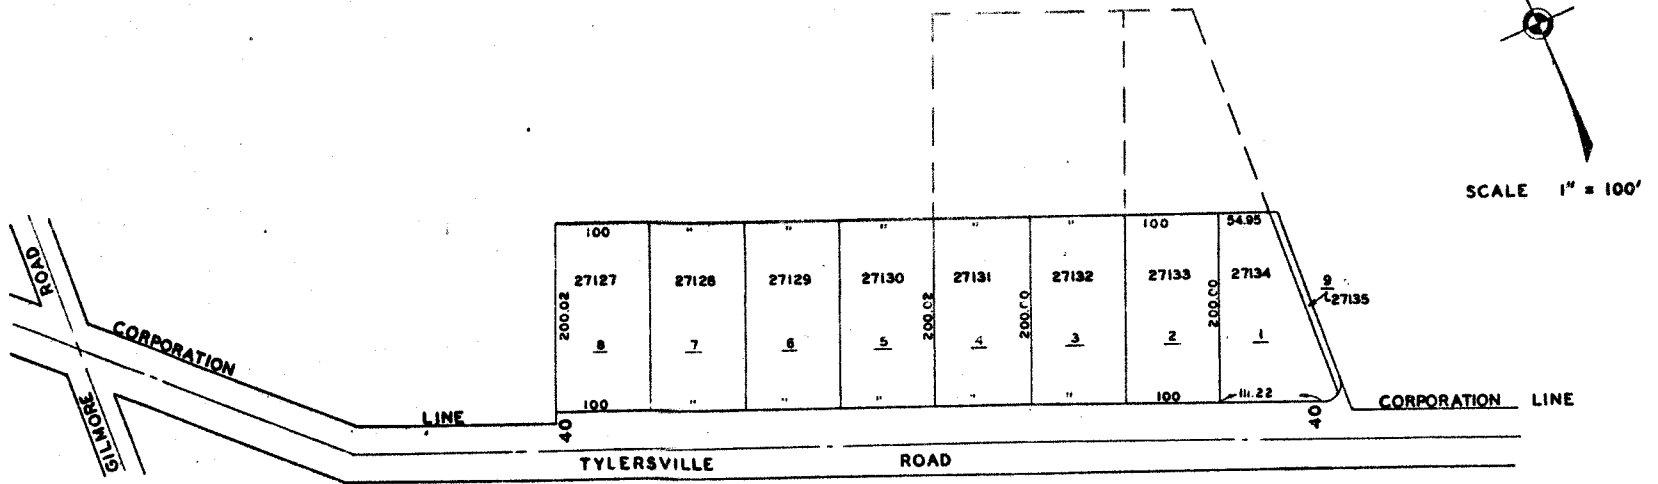 SCALE 1" = 100'
100 " " " " " 100 54.95
27127 27128 27129 27130 27131 27132 27133 27134
9
27135
200.02 200.02 200.00 200.00
8 7 6 5 4 3 2 1
100 " " " " " 100 111.22
40 40
ROAD
GILMORE
CORPORATION
LINE
CORPORATION LINE
TYLERSVILLE ROAD